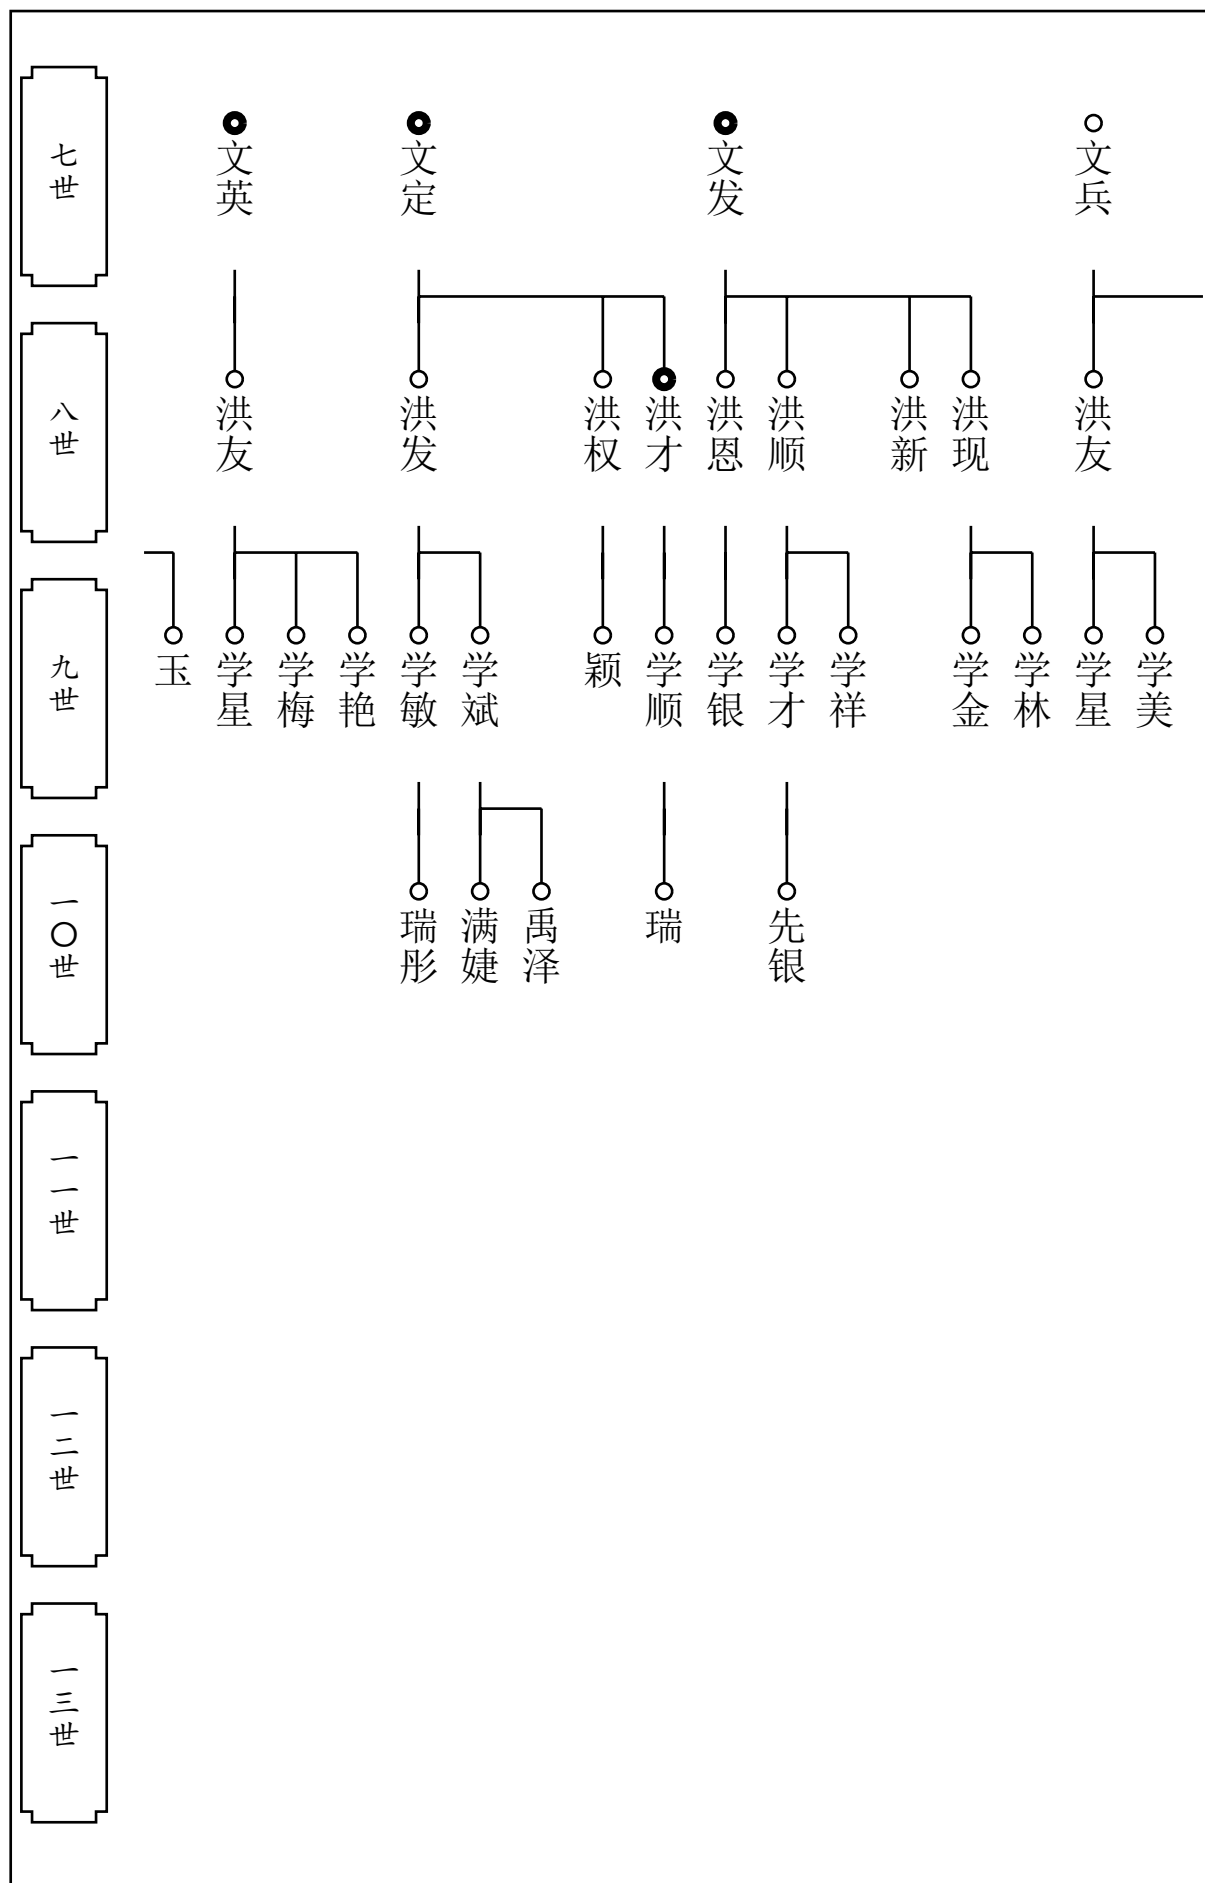 七世
文英
文定
文发
文兵
八世
洪友
洪发
洪权
洪才
洪恩
洪顺
洪新
洪现
洪友
九世
玉
学星
学梅
学艳
学敏
学斌
颖
学顺
学银
学才
学祥
学金
学林
学星
学美
一〇世
瑞彤
满婕
禹泽
瑞
先银
一一世
一二世
一三世